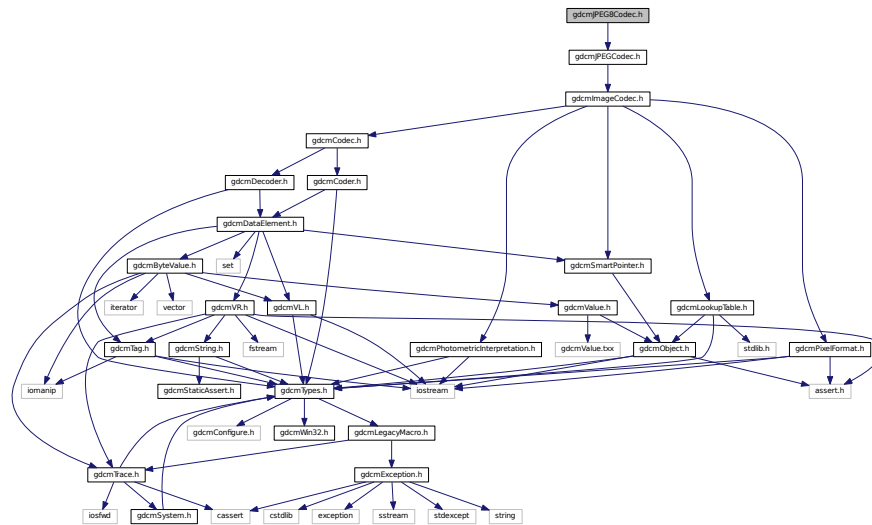 gdcmJPEG8Codec.h
gdcmJPEGCodec.h
gdcmImageCodec.h
gdcmCodec.h
gdcmDecoder.h
gdcmCoder.h
gdcmDataElement.h
gdcmByteValue.h
set
gdcmSmartPointer.h
iterator
vector
gdcmVR.h
gdcmVL.h
gdcmValue.h
gdcmLookupTable.h
gdcmTag.h
gdcmString.h
fstream
gdcmPhotometricInterpretation.h
gdcmValue.txx
gdcmObject.h
stdlib.h
gdcmPixelFormat.h
iomanip
gdcmStaticAssert.h
gdcmTypes.h
iostream
assert.h
gdcmConfigure.h
gdcmWin32.h
gdcmLegacyMacro.h
gdcmTrace.h
gdcmException.h
iosfwd
gdcmSystem.h
cassert
cstdlib
exception
sstream
stdexcept
string